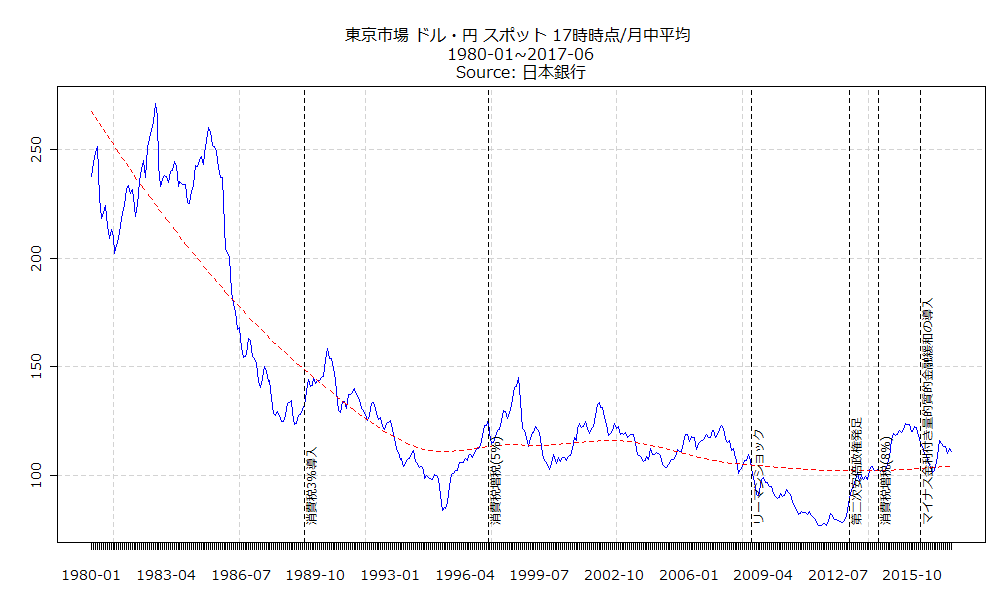 東京市場 ドル・円 スポット 17時時点/月中平均
1980-01~2017-06
Source: 日本銀行
250
200
150
100
消費税3%導入
消費税増税(5%)
リーマンショック
第二次安倍政権発足
消費税増税(8%)
マイナス金利付き量的質的金融緩和の導入
1980-01 1983-04 1986-07 1989-10 1993-01 1996-04 1999-07 2002-10 2006-01 2009-04 2012-07 2015-10